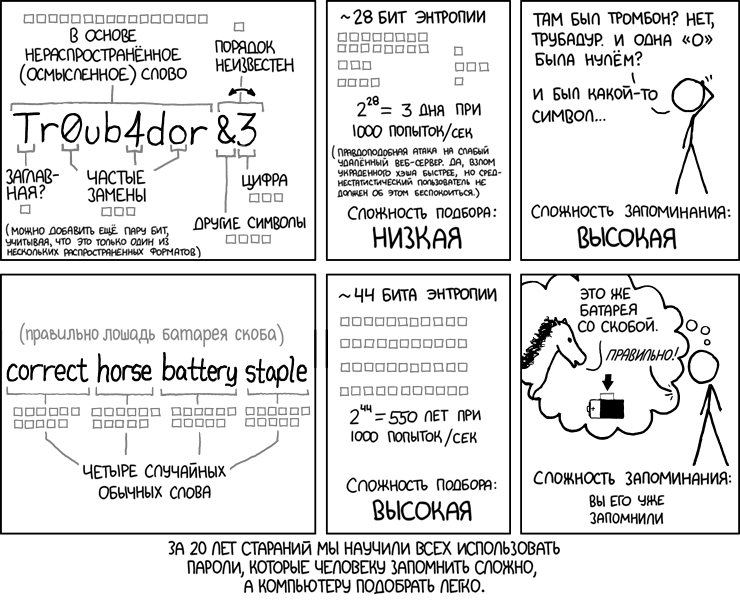 В ОСНОВЕ
НЕРАСПРОСТРАНЁННОЕ
(ОСМЫСЛЕННОЕ) СЛОВО
ПОРЯДОК
НЕИЗВЕСТЕН
Tr0ub4dor &3
ЗАГЛАВ-
НАЯ?
ЧАСТЫЕ
ЗАМЕНЫ
ЦИФРА
ДРУГИЕ СИМВОЛЫ
(МОЖНО ДОБАВИТЬ ЕЩЁ ПАРУ БИТ,
УЧИТЫВАЯ, ЧТО ЭТО ТОЛЬКО ОДИН ИЗ
НЕСКОЛЬКИХ РАСПРОСТРАНЕННЫХ ФОРМАТОВ)
~28 БИТ ЭНТРОПИИ
2^28 = 3 ДНЯ ПРИ
1000 ПОПЫТОК/СЕК
(ПРАВДОПОДОБНАЯ АТАКА НА СЛАБЫЙ
УДАЛЁННЫЙ ВЕБ-СЕРВЕР. ДА, ВЗЛОМ
УКРАДЕННОГО ХЭША БЫСТРЕЕ, НО СРЕД-
НЕСТАТИСТИЧЕСКИЙ ПОЛЬЗОВАТЕЛЬ НЕ
ДОЛЖЕН ОБ ЭТОМ БЕСПОКОИТЬСЯ.)
СЛОЖНОСТЬ ПОДБОРА:
НИЗКАЯ
ТАМ БЫЛ ТРОМБОН? НЕТ,
ТРУБАДУР. И ОДНА «О»
БЫЛА НУЛЁМ?
И БЫЛ КАКОЙ-ТО
СИМВОЛ...
СЛОЖНОСТЬ ЗАПОМИНАНИЯ:
ВЫСОКАЯ
(правильно лошадь батарея скоба)
correct horse battery staple
ЧЕТЫРЕ СЛУЧАЙНЫХ
ОБЫЧНЫХ СЛОВА
~44 БИТА ЭНТРОПИИ
2^44 = 550 ЛЕТ ПРИ
1000 ПОПЫТОК/СЕК
СЛОЖНОСТЬ ПОДБОРА:
ВЫСОКАЯ
ЭТО ЖЕ
БАТАРЕЯ
СО СКОБОЙ.
ПРАВИЛЬНО!
СЛОЖНОСТЬ ЗАПОМИНАНИЯ:
ВЫ ЕГО УЖЕ
ЗАПОМНИЛИ
ЗА 20 ЛЕТ СТАРАНИЙ МЫ НАУЧИЛИ ВСЕХ ИСПОЛЬЗОВАТЬ
ПАРОЛИ, КОТОРЫЕ ЧЕЛОВЕКУ ЗАПОМНИТЬ СЛОЖНО,
А КОМПЬЮТЕРУ ПОДОБРАТЬ ЛЕГКО.